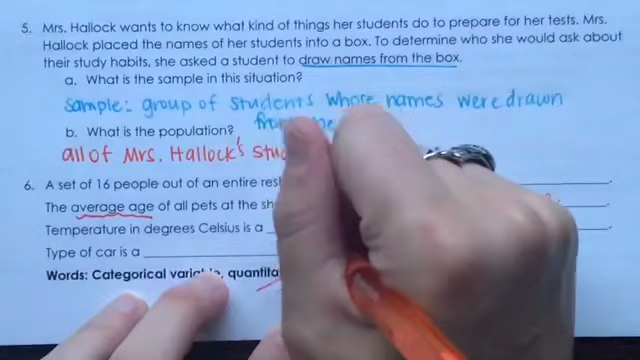 5. Mrs. Hallock wants to know what kind of things her students do to prepare for her tests. Mrs.
Hallock placed the names of her students into a box. To determine who she would ask about
their study habits, she asked a student to draw names from the box.
a. What is the sample in this situation?
Sample: group of students whose names were drawn
from
b. What is the population?
all of Mrs. Hallock's
6. A set of 16 people out of an entire
The average age of all pets at the
Temperature in degrees Celsius is a
Type of car is a
Words: Categorical